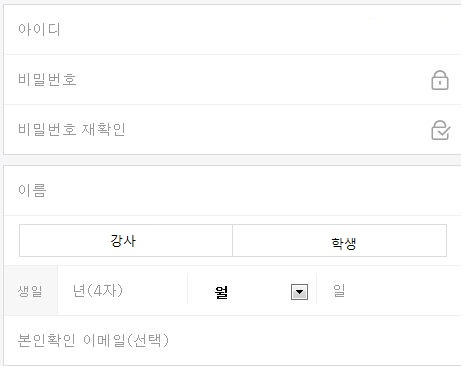 아이디
비밀번호
비밀번호 재확인
이름
강사 학생
생일 년(4자) 월 일
본인확인 이메일(선택)